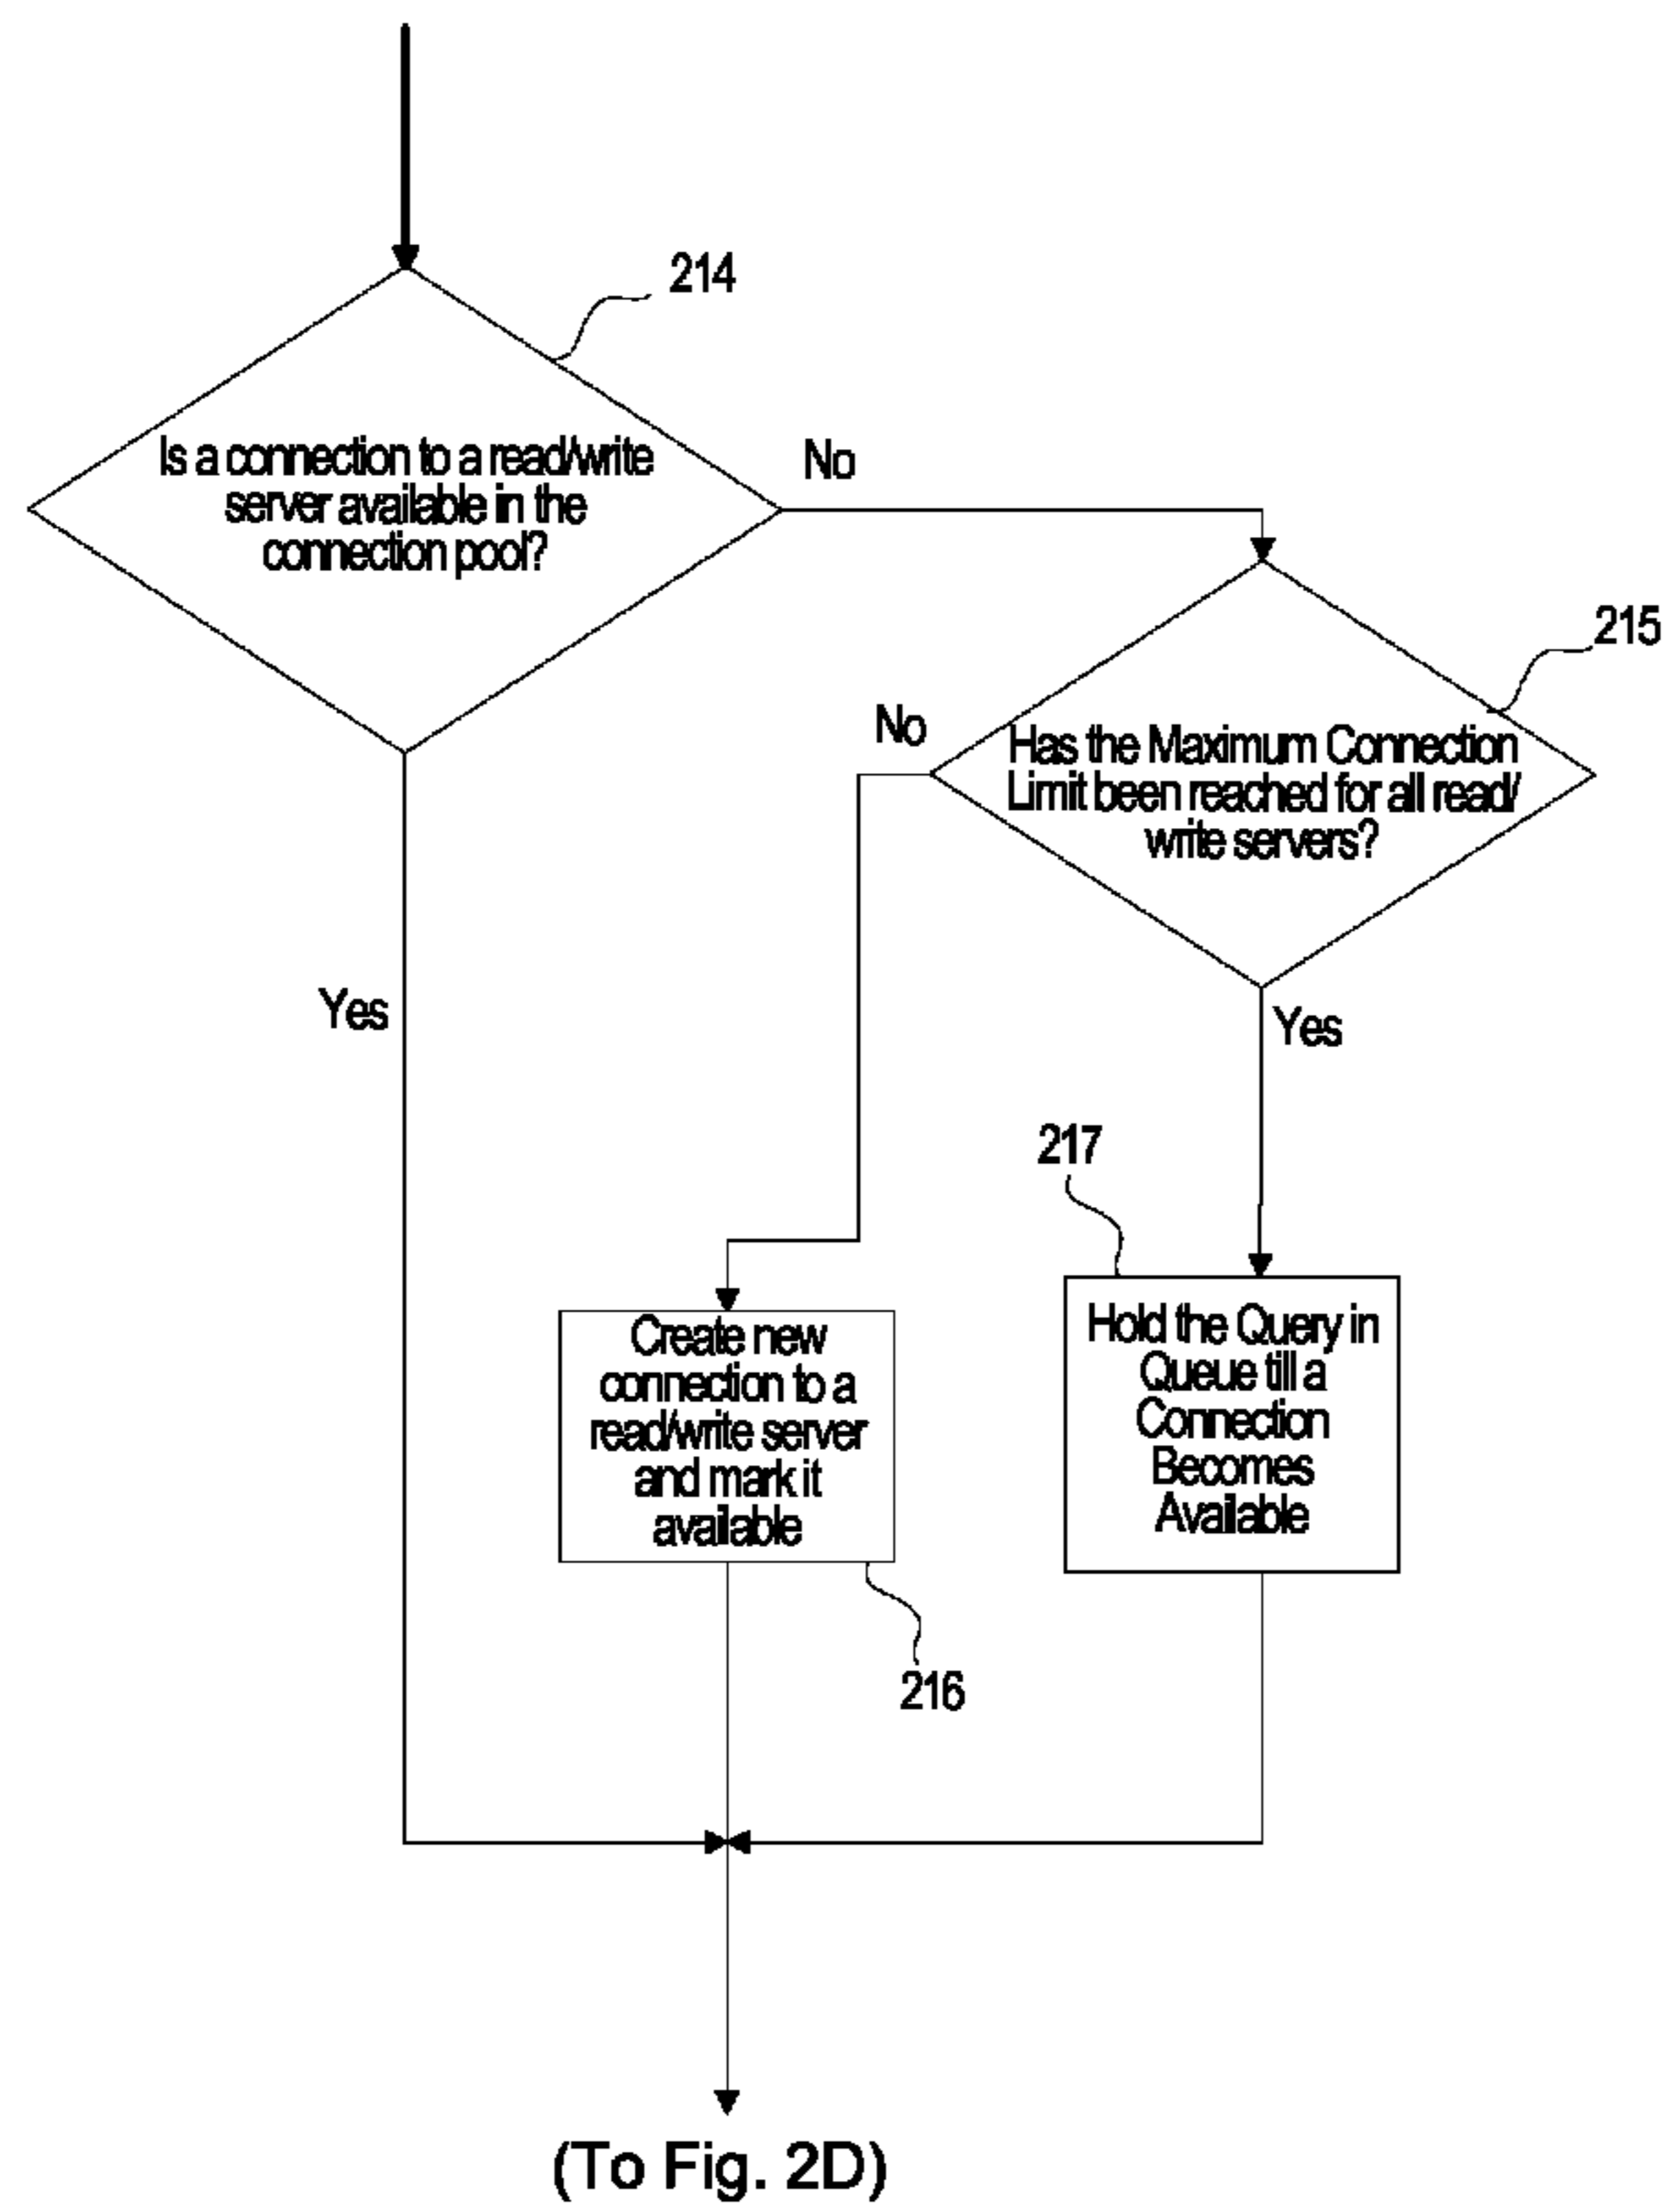 214
Is a connection to a read/write
server available in the
connection pool?
No
215
No
Has the Maximum Connection
Limit been reached for all read/
write servers?
Yes
Yes
217
Create new
connection to a
read/write server
and mark it
available
Hold the Query in
Queue till a
Connection
Becomes
Available
216
(To Fig. 2D)